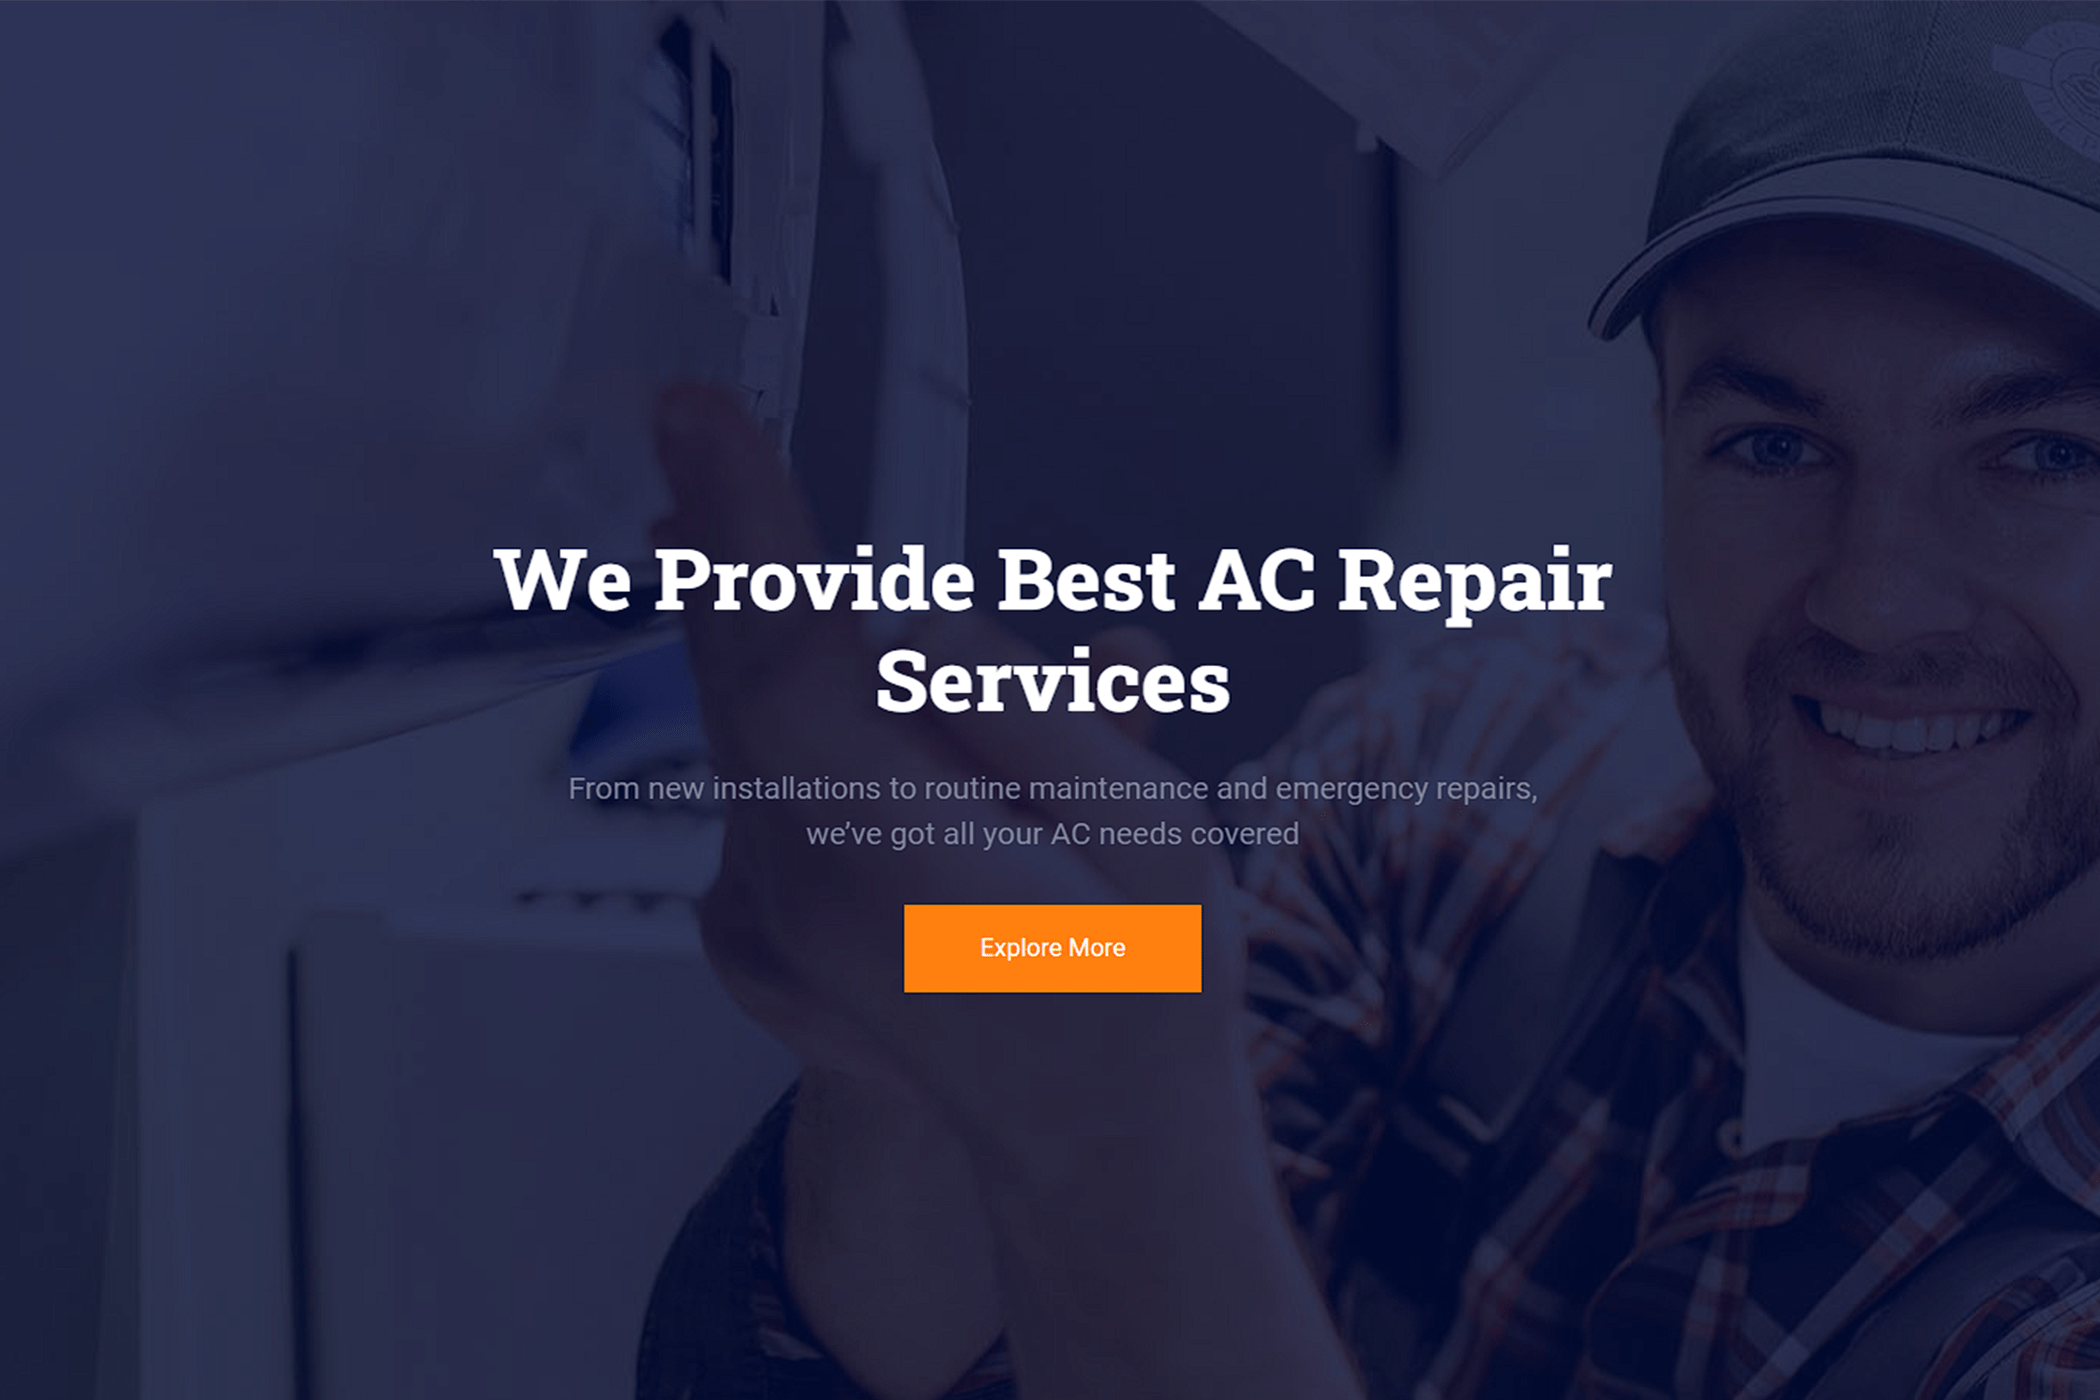 We Provide Best AC Repair
Services
From new installations to routine maintenance and emergency repairs,
we’ve got all your AC needs covered
Explore More